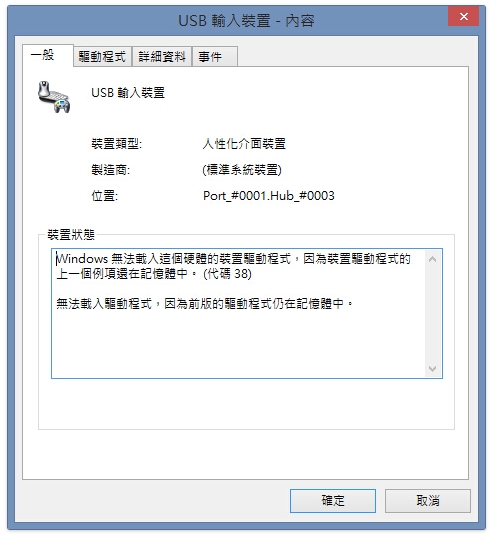 USB 輸入裝置 - 內容
一般 驅動程式 詳細資料 事件
USB 輸入裝置
裝置類型: 人性化介面裝置
製造商: (標準系統裝置)
位置: Port_#0001.Hub_#0003
裝置狀態
Windows 無法載入這個硬體的裝置驅動程式，因為裝置驅動程式的
上一個例項還在記憶體中。 (代碼 38)
無法載入驅動程式，因為前版的驅動程式仍在記憶體中。
確定 取消